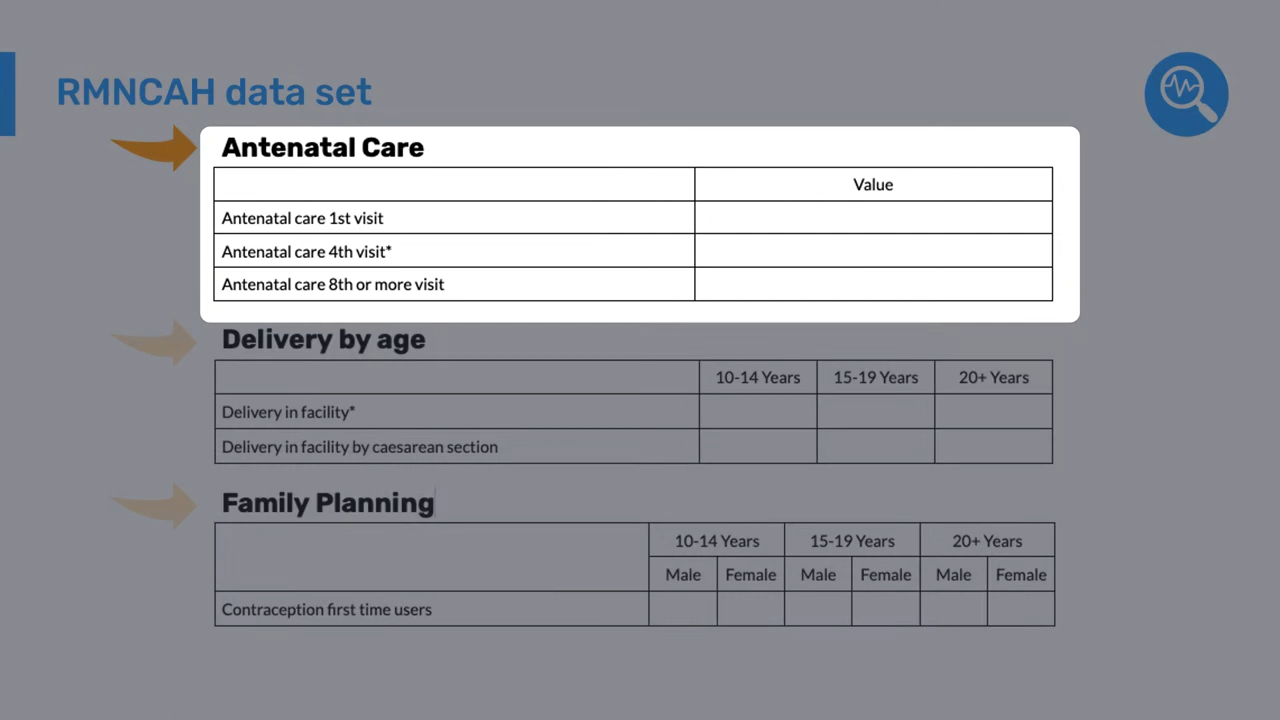 RMNCAH data set
Antenatal Care
Value
Antenatal care 1st visit
Antenatal care 4th visit*
Antenatal care 8th or more visit
Delivery by age
10-14 Years 15-19 Years 20+ Years
Delivery in facility*
Delivery in facility by caesarean section
Family Planning
10-14 Years 15-19 Years 20+ Years
Male Female Male Female Male Female
Contraception first time users